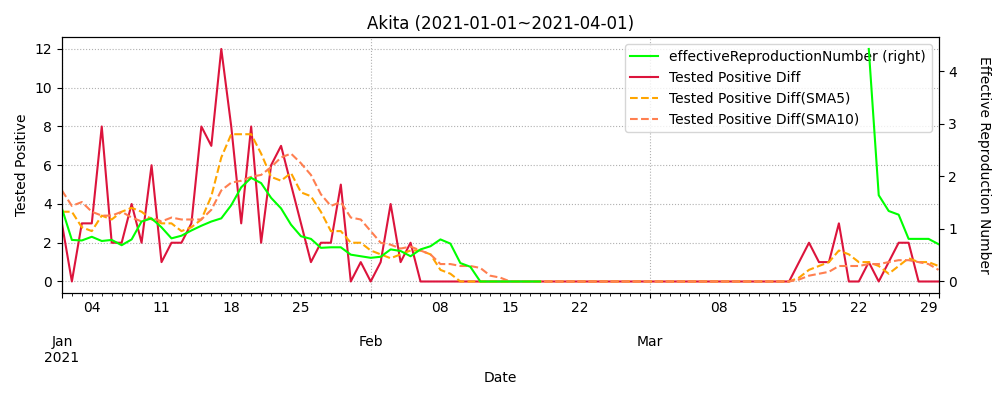 Akita (2021-01-01~2021-04-01)
effectiveReproductionNumber (right)
Tested Positive Diff
Tested Positive Diff(SMA5)
Tested Positive Diff(SMA10)
Tested Positive
12
10
8
6
4
2
0
Effective Reproduction Number
4
3
2
1
0
04 11 18 25 08 15 22 08 15 22 29
Jan Feb Mar
2021
Date